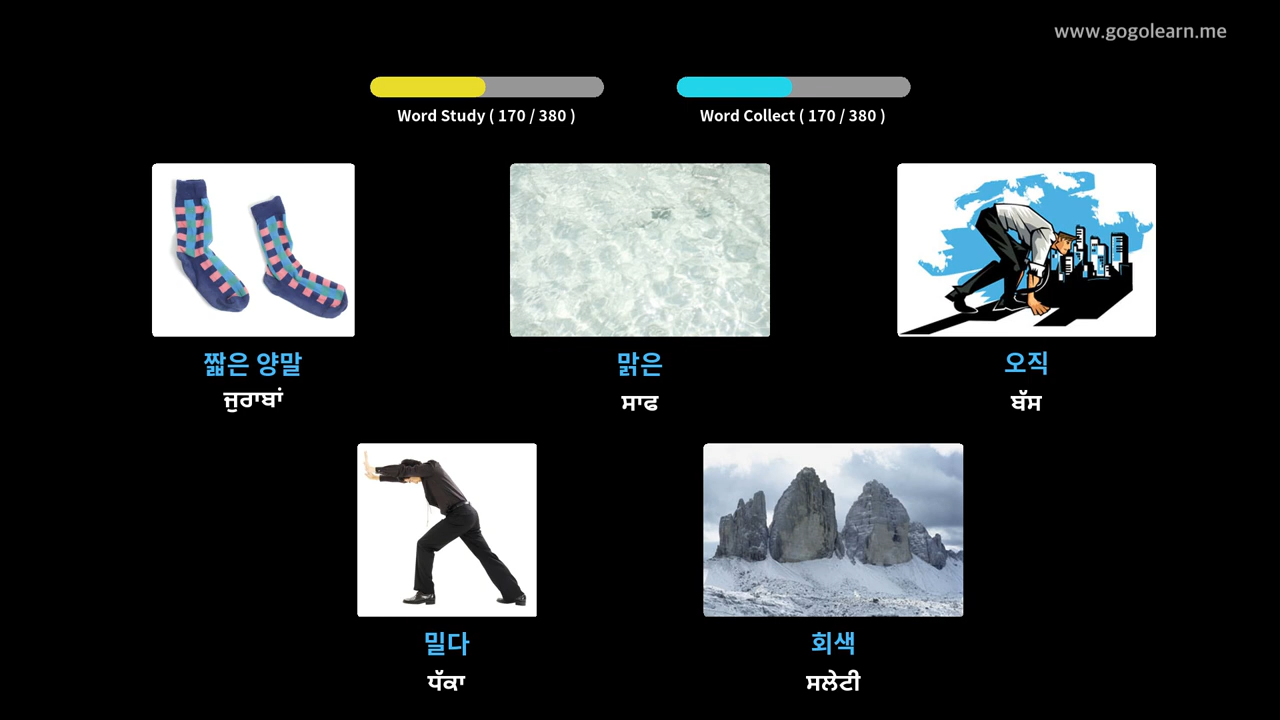 www.gogolearn.me
Word Study ( 170 / 380 )
Word Collect ( 170 / 380 )
짧은 양말
ਜੁਰਾਬਾਂ
맑은
ਸਾਫ
오직
ਬੱਸ
밀다
ਧੱਕਾ
회색
ਸਲੇਟੀ